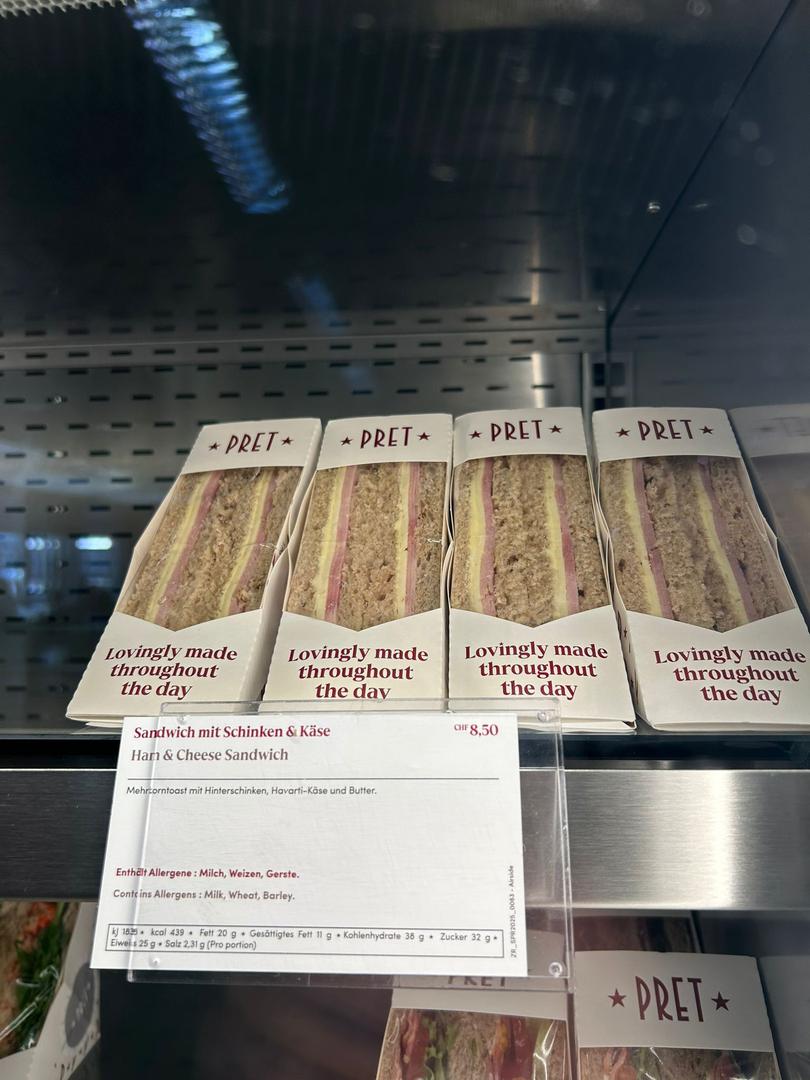 ★ PRET ★
★ PRET ★
★ PRET ★
★ PRET ★
Lovingly made
throughout
the day
Lovingly made
throughout
the day
Lovingly made
throughout
the day
Lovingly made
throughout
the day
Sandwich mit Schinken & Käse
CHF 8,50
Ham & Cheese Sandwich
Mehrkorntoast mit Hinterschinken, Havarti-Käse und Butter.
Enthält Allergene : Milch, Weizen, Gerste.
Contains Allergens : Milk, Wheat, Barley.
kJ 1835 ★ kcal 439 ★ Fett 20 g ★ Gesättigtes Fett 11 g ★ Kohlenhydrate 38 g ★ Zucker 32 g ★
Eiweiss 25 g ★ Salz 2,31 g (Pro portion)
ZR_SPR2025_0083 - Airside
PRET
★ PRET ★